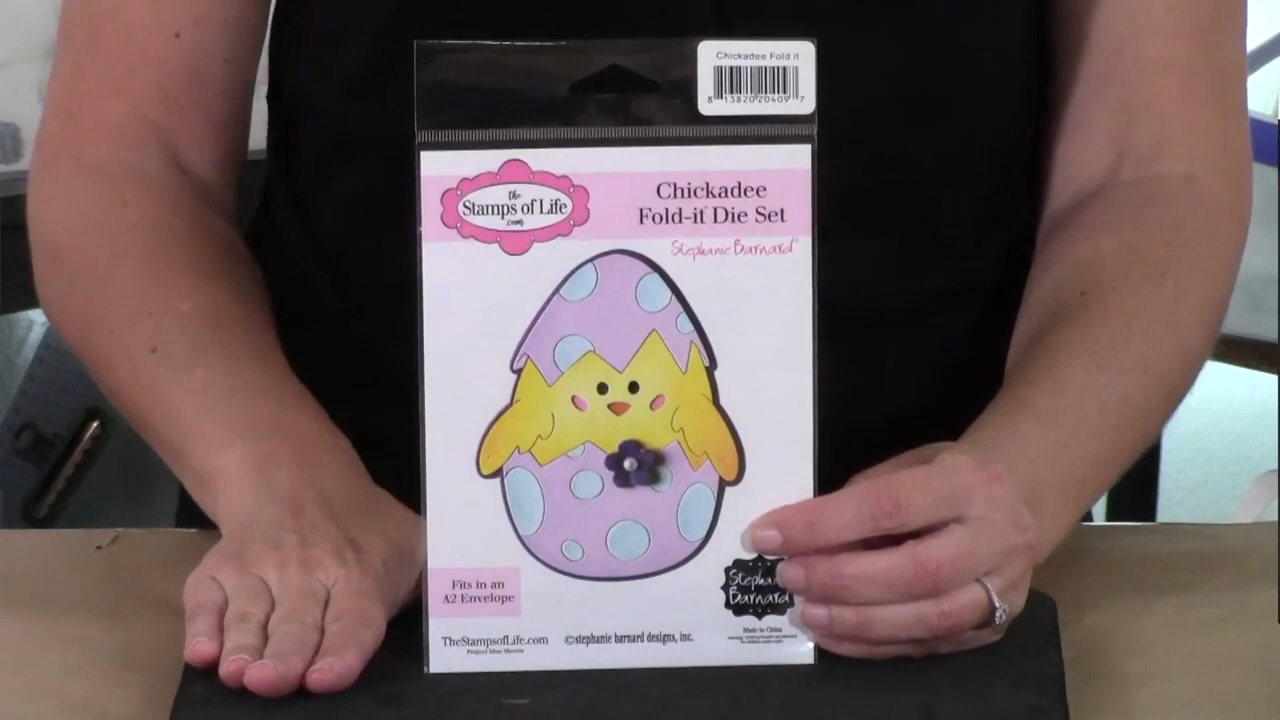 Chickadee Fold it
8 13820 20409 7
the
Stamps of Life
.com
Chickadee
Fold-it Die Set
Stephanie Barnard
Fits in an
A2 Envelope
Stephan
Barnard
TheStampsofLife.com
©stephanie barnard designs, inc.
Made in China